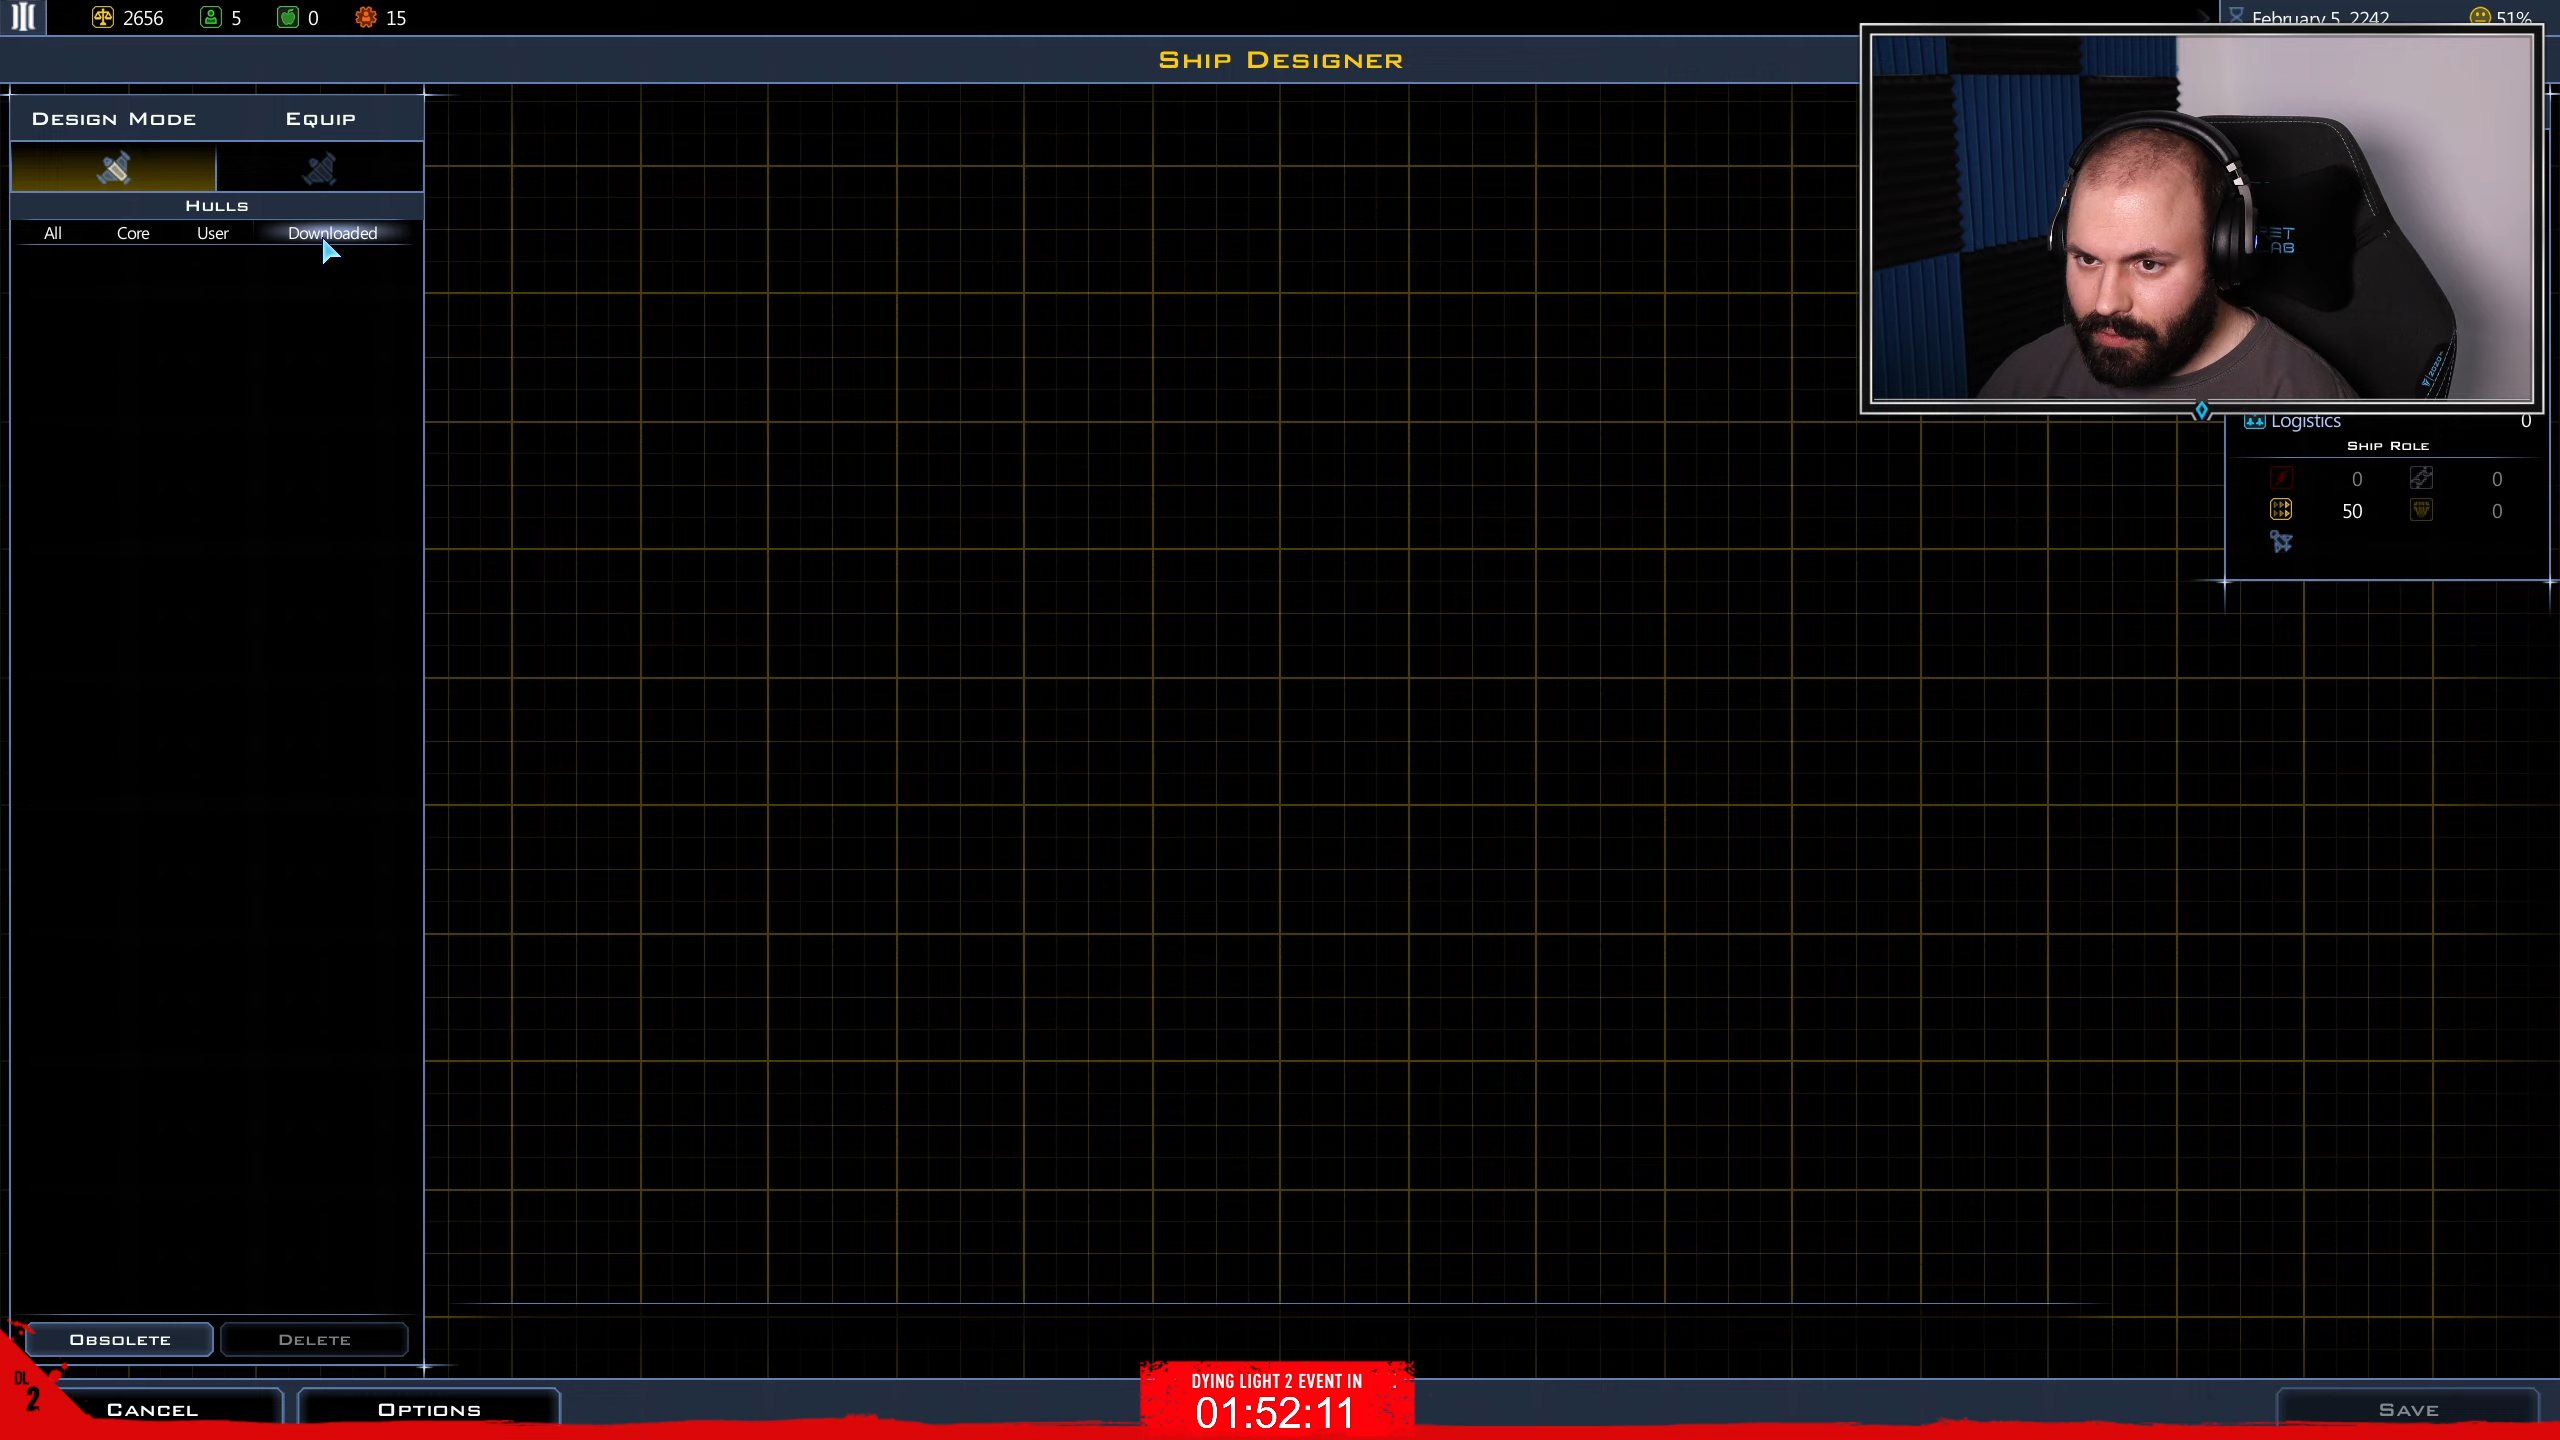 2656 5 0 15 February 5, 2242 51%
Ship Designer
Design Mode Equip
Hulls
All Core User Downloaded
Logistics 0
Ship Role
0 0
50 0
Obsolete Delete
DL 2
Cancel Options
DYING LIGHT 2 EVENT IN
01:52:11
Save